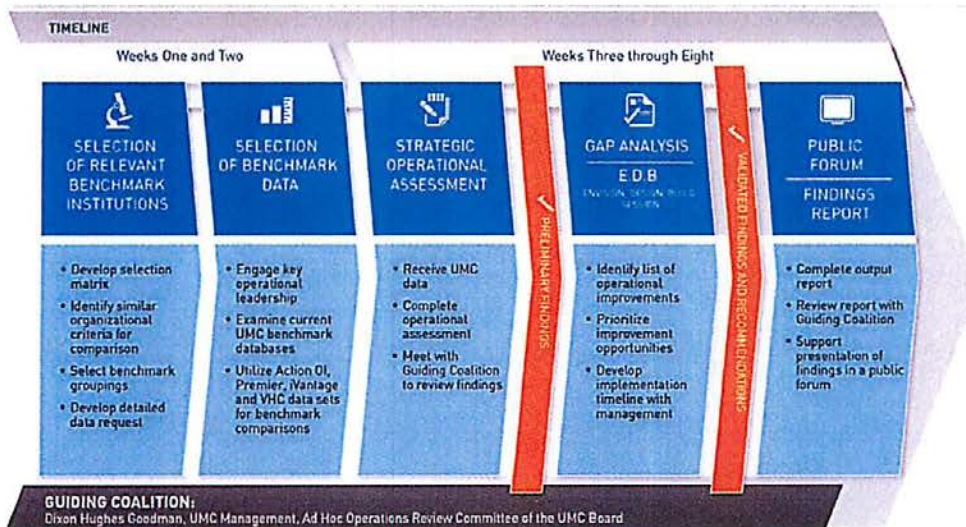 TIMELINE
Weeks One and Two
Weeks Three through Eight
SELECTION
OF RELEVANT
BENCHMARK
INSTITUTIONS
• Develop selection
matrix
• Identify similar
organizational
criteria for
comparison
• Select benchmark
groupings
• Develop detailed
data request
SELECTION
OF BENCHMARK
DATA
• Engage key
operational
leadership
• Examine current
UMC benchmark
databases
• Utilize Action OI,
Premier, iVantage
and VHC data sets
for benchmark
comparisons
STRATEGIC
OPERATIONAL
ASSESSMENT
• Receive UMC
data
• Complete
operational
assessment
• Meet with
Guiding Coalition
to review findings
✓ PRELIMINARY FINDINGS
GAP ANALYSIS
E.D.B
ENVISION, DESIGN, BUILD
SESSION
• Identify list of
operational
improvements
• Prioritize
improvement
opportunities
• Develop
implementation
timeline with
management
✓ VALIDATED FINDINGS AND RECOMMENDATIONS
PUBLIC
FORUM
FINDINGS
REPORT
• Complete output
report
• Review report with
Guiding Coalition
• Support
presentation of
findings in a public
forum
GUIDING COALITION:
Dixon Hughes Goodman, UMC Management, Ad Hoc Operations Review Committee of the UMC Board